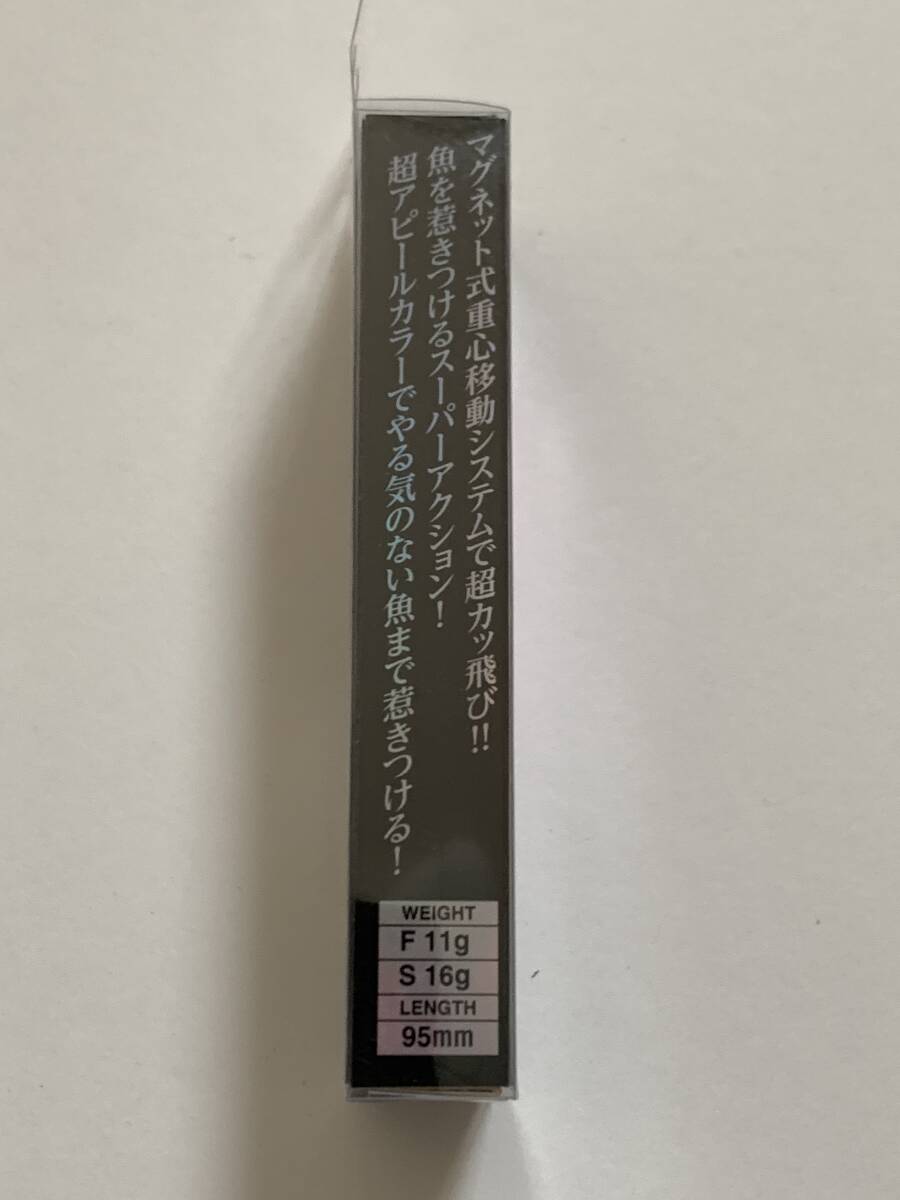 マグネット式重心移動システムで超カッ飛び!!
魚を惹きつけるスーパーアクション!
超アピールカラーでやる気のない魚まで惹きつける!
WEIGHT
F 11g
S 16g
LENGTH
95mm